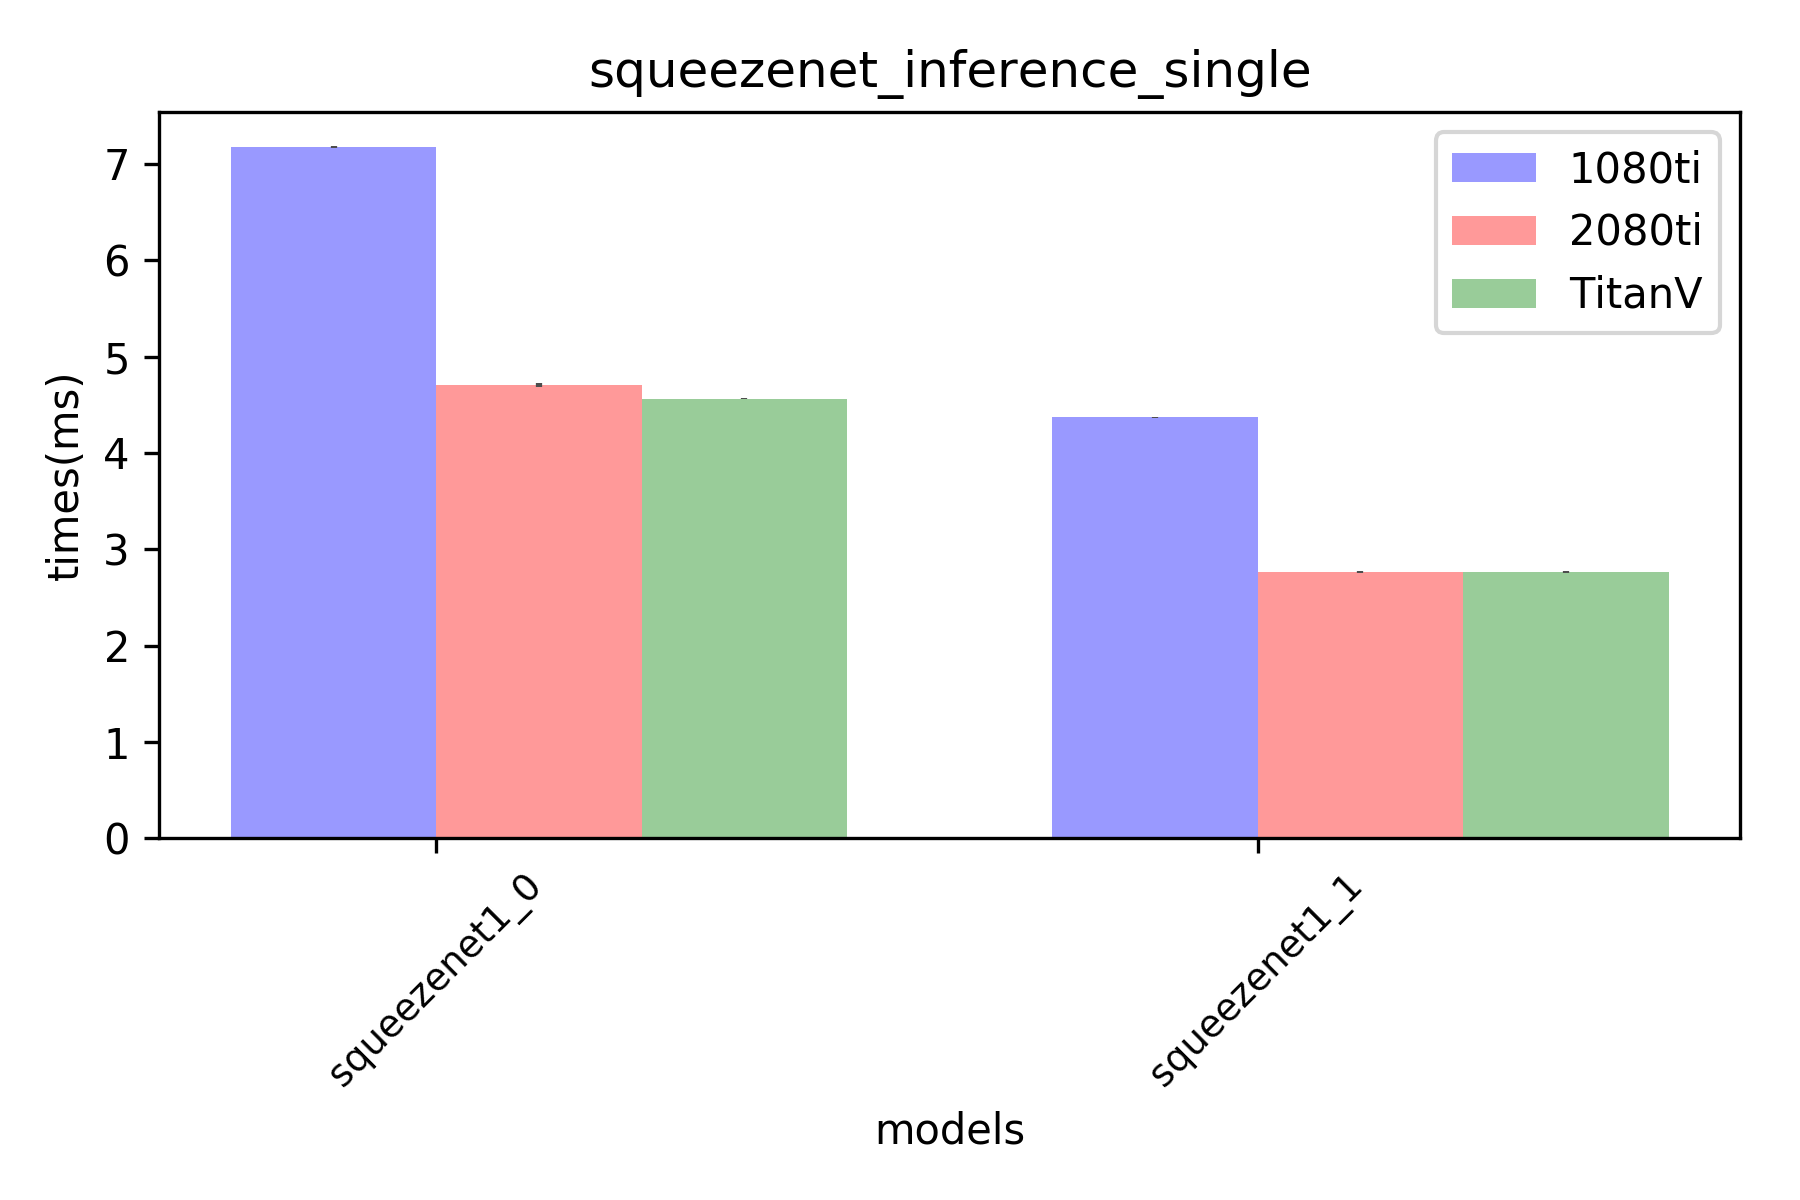 squeezenet_inference_single
1080ti
2080ti
TitanV
times(ms)
7
6
5
4
3
2
1
0
squeezenet1_0
squeezenet1_1
models